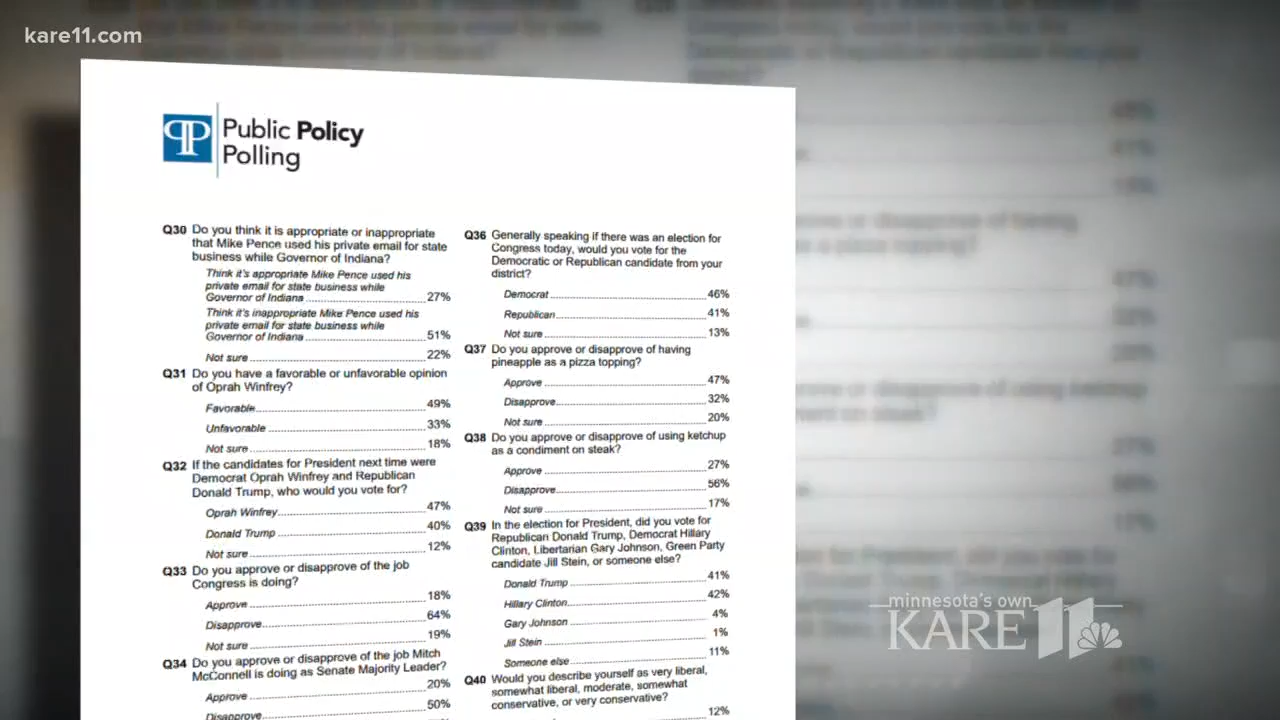 kare11.com
Public Policy
Polling
Q30 Do you think it is appropriate or inappropriate
that Mike Pence used his private email for state
business while Governor of Indiana?
Think it's appropriate Mike Pence used his
private email for state business while
Governor of Indiana 27%
Think it's inappropriate Mike Pence used his
private email for state business while
Governor of Indiana 51%
Not sure 22%
Q31 Do you have a favorable or unfavorable opinion
of Oprah Winfrey?
Favorable 49%
Unfavorable 33%
Not sure 18%
Q32 If the candidates for President next time were
Democrat Oprah Winfrey and Republican
Donald Trump, who would you vote for?
Oprah Winfrey 47%
Donald Trump 40%
Not sure 12%
Q33 Do you approve or disapprove of the job
Congress is doing?
Approve 18%
Disapprove 64%
Not sure 19%
Q34 Do you approve or disapprove of the job Mitch
McConnell is doing as Senate Majority Leader?
Approve 20%
Disapprove 50%
Q36 Generally speaking if there was an election for
Congress today, would you vote for the
Democratic or Republican candidate from your
district?
Democrat 46%
Republican 41%
Not sure 13%
Q37 Do you approve or disapprove of having
pineapple as a pizza topping?
Approve 47%
Disapprove 32%
Not sure 20%
Q38 Do you approve or disapprove of using ketchup
as a condiment on steak?
Approve 27%
Disapprove 56%
Not sure 17%
Q39 In the election for President, did you vote for
Republican Donald Trump, Democrat Hillary
Clinton, Libertarian Gary Johnson, Green Party
candidate Jill Stein, or someone else?
Donald Trump 41%
Hillary Clinton 42%
Gary Johnson 4%
Jill Stein 1%
Someone else 11%
Q40 Would you describe yourself as very liberal,
somewhat liberal, moderate, somewhat
conservative, or very conservative?
12%
minnesota's own
KARE 11